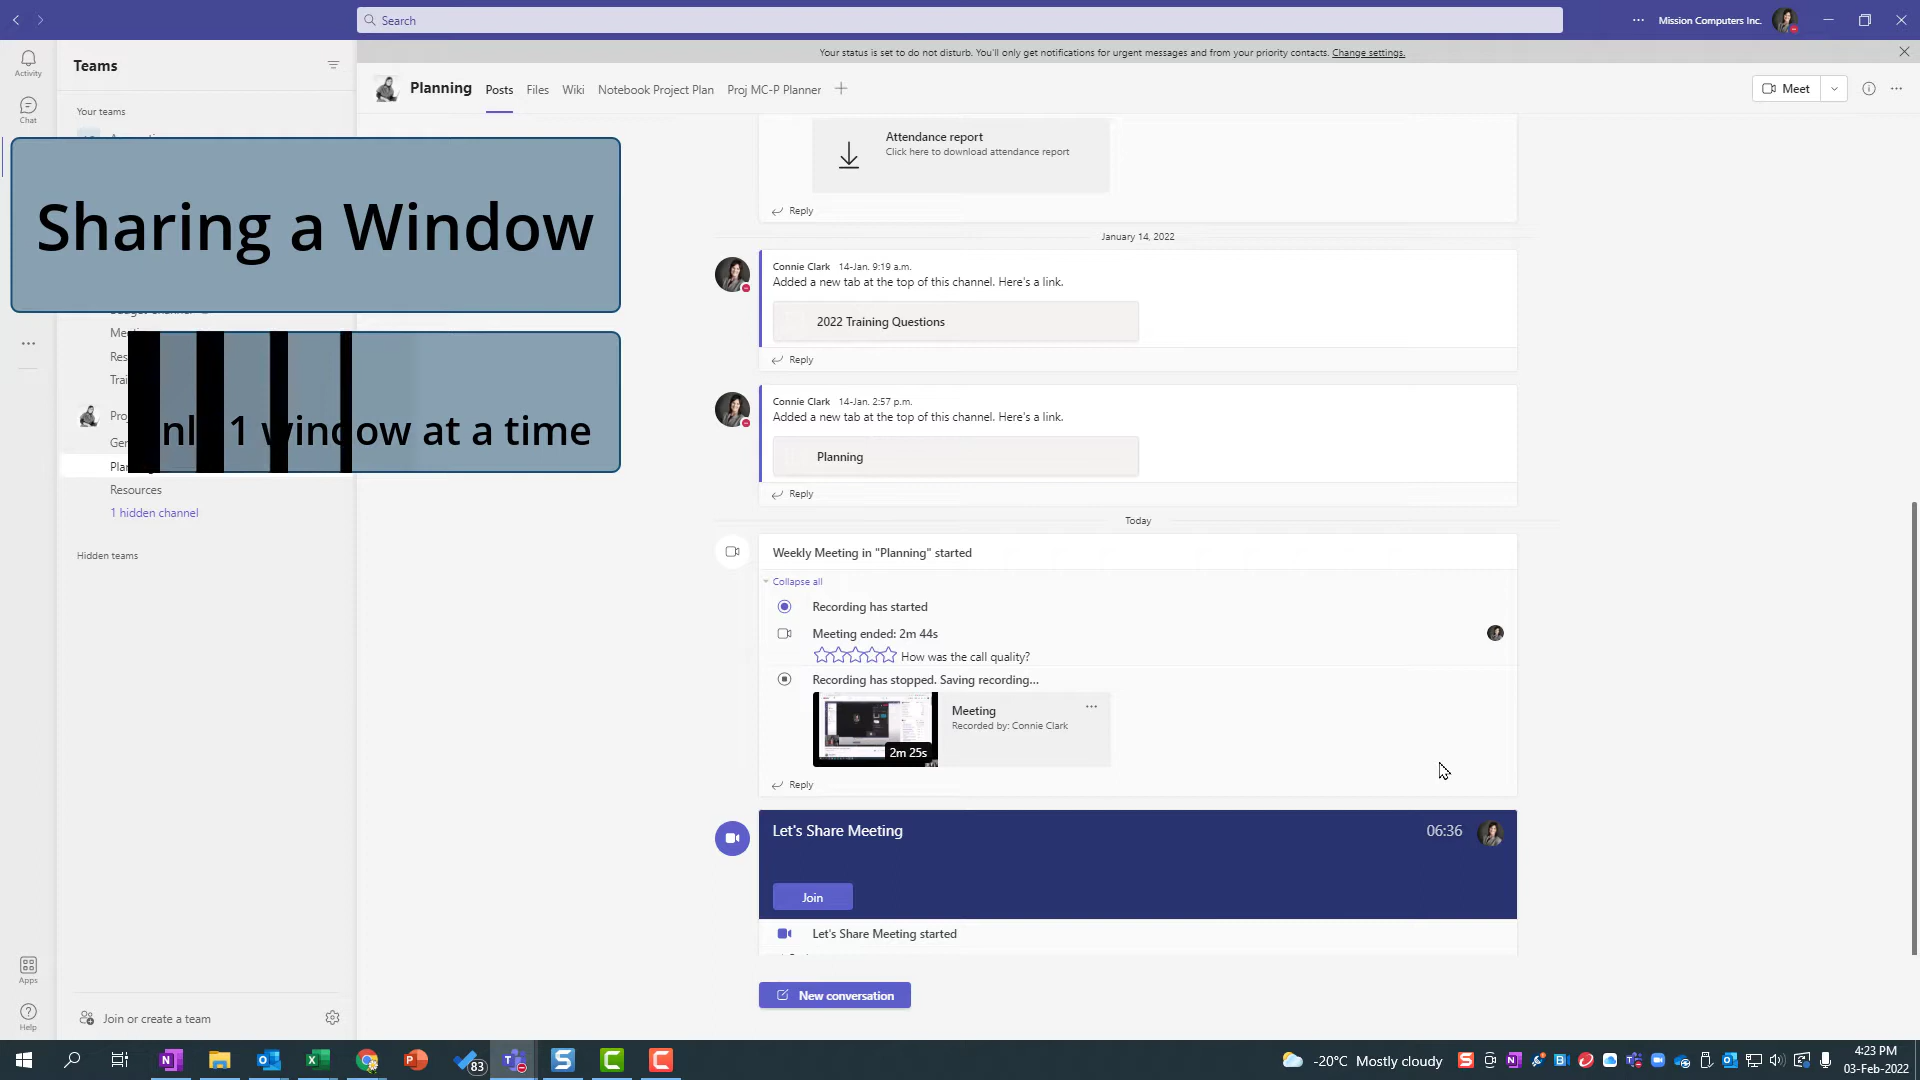 Search
Mission Computers Inc.
Your status is set to do not disturb. You'll only get notifications for urgent messages and from your priority contacts. Change settings.
Activity
Chat
Apps
Help
Teams
Your teams
Sharing a Window
1 window at a time
Resources
1 hidden channel
Hidden teams
Join or create a team
Planning
Posts
Files
Wiki
Notebook Project Plan
Proj MC-P Planner
Meet
Attendance report
Click here to download attendance report
Reply
January 14, 2022
Connie Clark 14-Jan. 9:19 a.m.
Added a new tab at the top of this channel. Here's a link.
2022 Training Questions
Reply
Connie Clark 14-Jan. 2:57 p.m.
Added a new tab at the top of this channel. Here's a link.
Planning
Reply
Today
Weekly Meeting in "Planning" started
Collapse all
Recording has started
Meeting ended: 2m 44s
How was the call quality?
Recording has stopped. Saving recording...
Meeting
Recorded by: Connie Clark
2m 25s
Reply
Let's Share Meeting
06:36
Join
Let's Share Meeting started
New conversation
83
-20°C Mostly cloudy
4:23 PM
03-Feb-2022